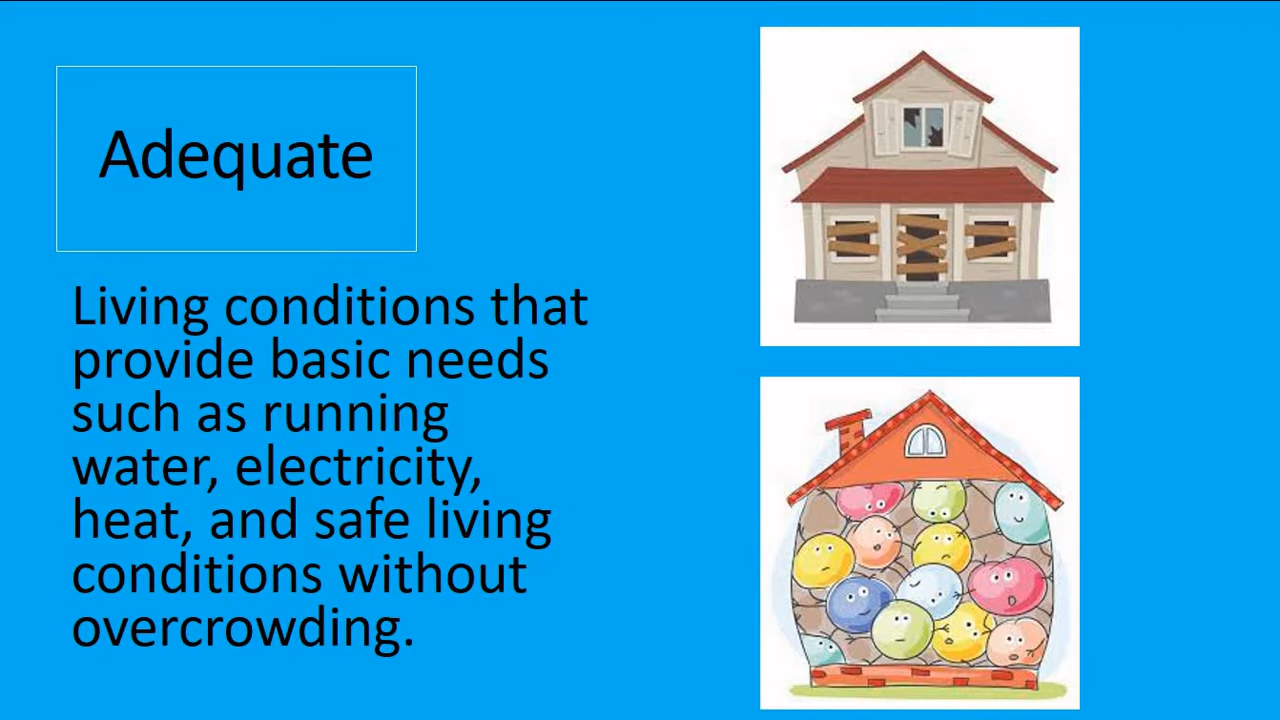 Adequate
Living conditions that
provide basic needs
such as running
water, electricity,
heat, and safe living
conditions without
overcrowding.